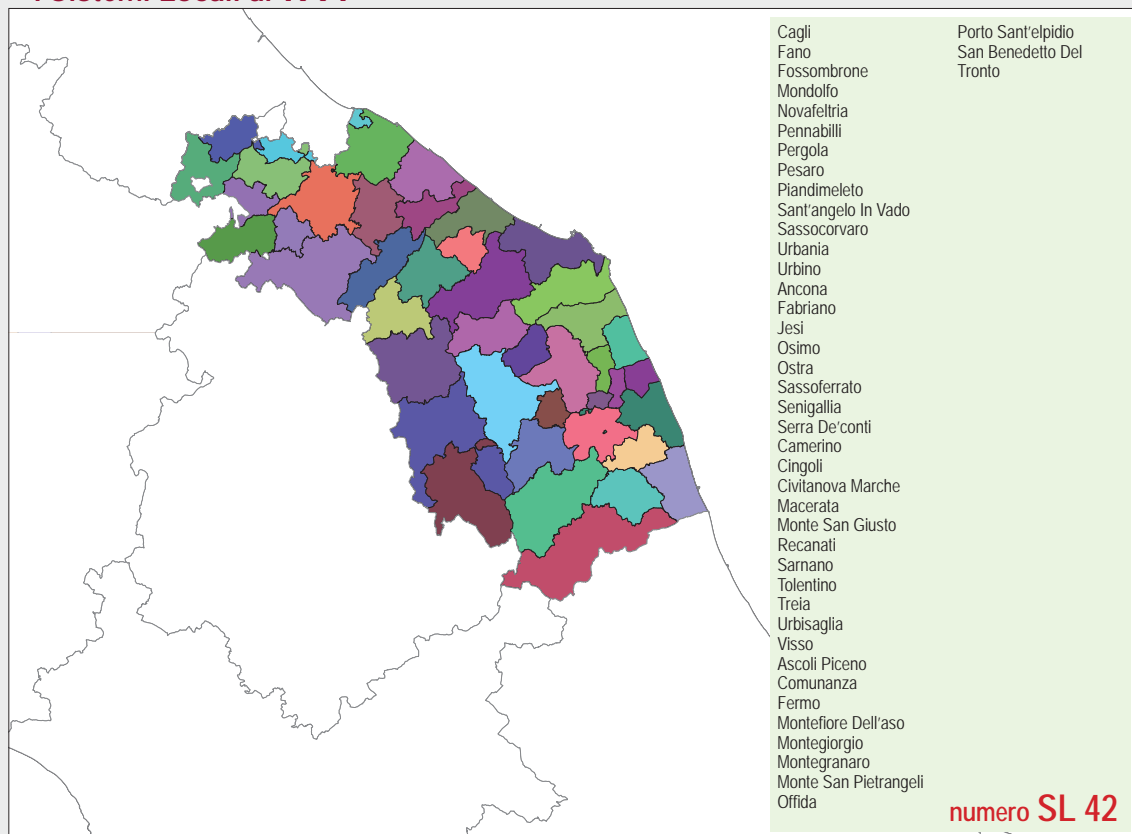 Cagli
Fano
Fossombrone
Mondolfo
Novafeltria
Pennabilli
Pergola
Pesaro
Piandimeleto
Sant'angelo In Vado
Sassocorvaro
Urbania
Urbino
Ancona
Fabriano
Jesi
Osimo
Ostra
Sassoferrato
Senigallia
Serra De'conti
Camerino
Cingoli
Civitanova Marche
Macerata
Monte San Giusto
Recanati
Sarnano
Tolentino
Treia
Urbisaglia
Visso
Ascoli Piceno
Comunanza
Fermo
Montefiore Dell'aso
Montegiorgio
Montegranaro
Monte San Pietrangeli
Offida
Porto Sant'elpidio
San Benedetto Del
Tronto
numero SL 42